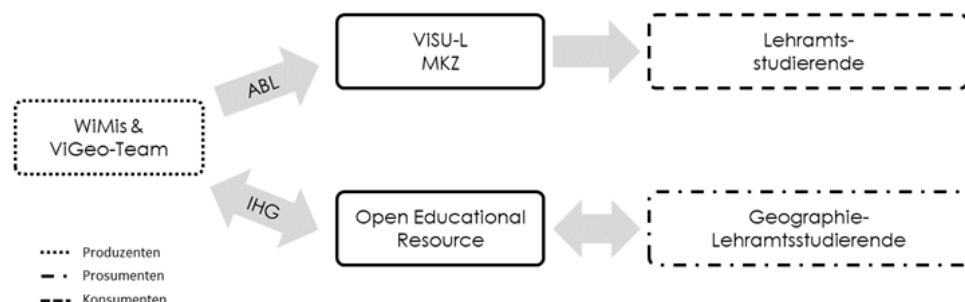 ViSU-L
MKZ
Lehramts-
studierende
ABL
WiMis &
ViGeo-Team
IHG
Open Educational
Resource
Geographie-
Lehramtsstudierende
Produzenten
Prosumenten
Konsumenten